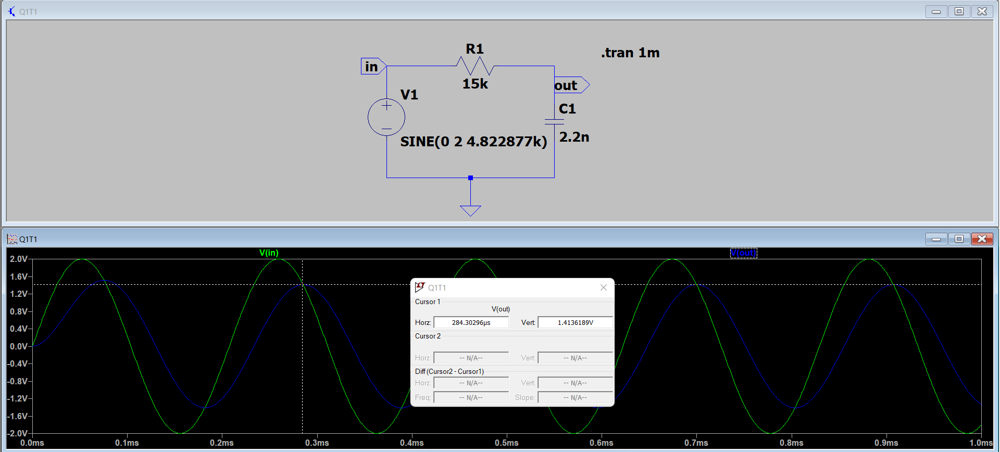 Q1T1
R1
.tran 1m
in
15k
out
V1
C1
SINE(0 2 4.822877k)
2.2n
Q1T1
V(in)
V(out)
2.0V
1.6V
1.2V
0.8V
0.4V
0.0V
-0.4V
-0.8V
-1.2V
-1.6V
-2.0V
0.0ms 0.1ms 0.2ms 0.3ms 0.4ms 0.5ms 0.6ms 0.7ms 0.8ms 0.9ms 1.0ms
Q1T1
Cursor 1
V(out)
Horz: 284.30296µs Vert: 1.4136189V
Cursor 2
Horz: -- N/A-- Vert: -- N/A--
Diff (Cursor2 - Cursor1)
Horz: -- N/A-- Vert: -- N/A--
Freq: -- N/A-- Slope: -- N/A--